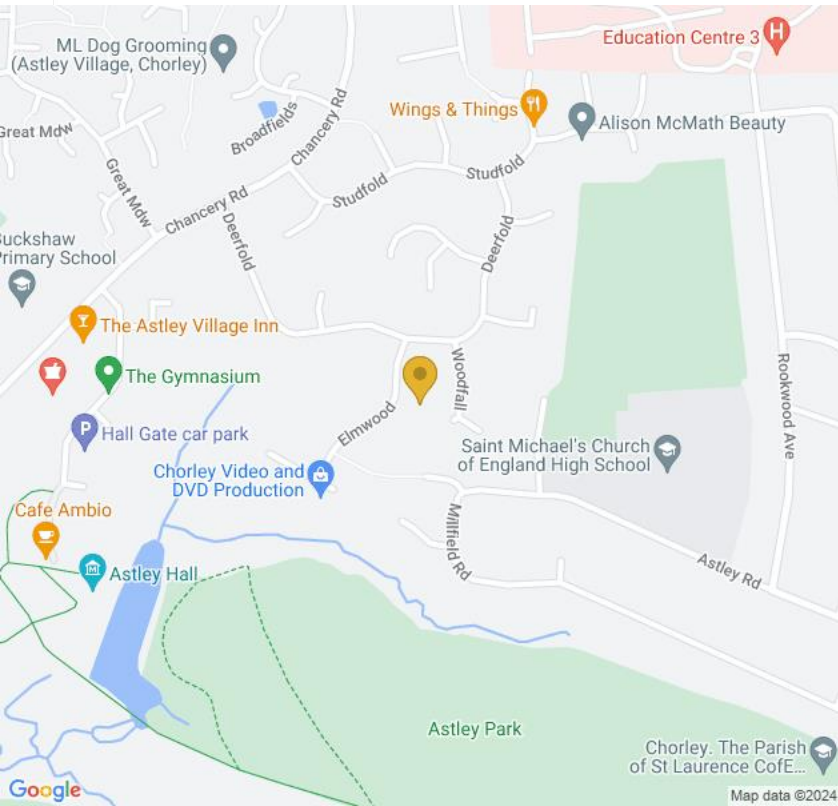 ML Dog Grooming
(Astley Village, Chorley)
Education Centre 3
H
Wings & Things
Alison McMath Beauty
Great Mdw
Broadfields
Chancery Rd
Great Mdw
Studfold
Studfold
Chancery Rd
Deerfold
Deerfold
Buckshaw
Primary School
The Astley Village Inn
The Gymnasium
Woodfall
Rookwood Ave
P
Hall Gate car park
Elmwood
Saint Michael's Church
of England High School
Chorley Video and
DVD Production
Cafe Ambio
Millfield Rd
Astley Rd
Astley Hall
M
Astley Park
Chorley. The Parish
of St Laurence CofE...
Google
Map data ©2024